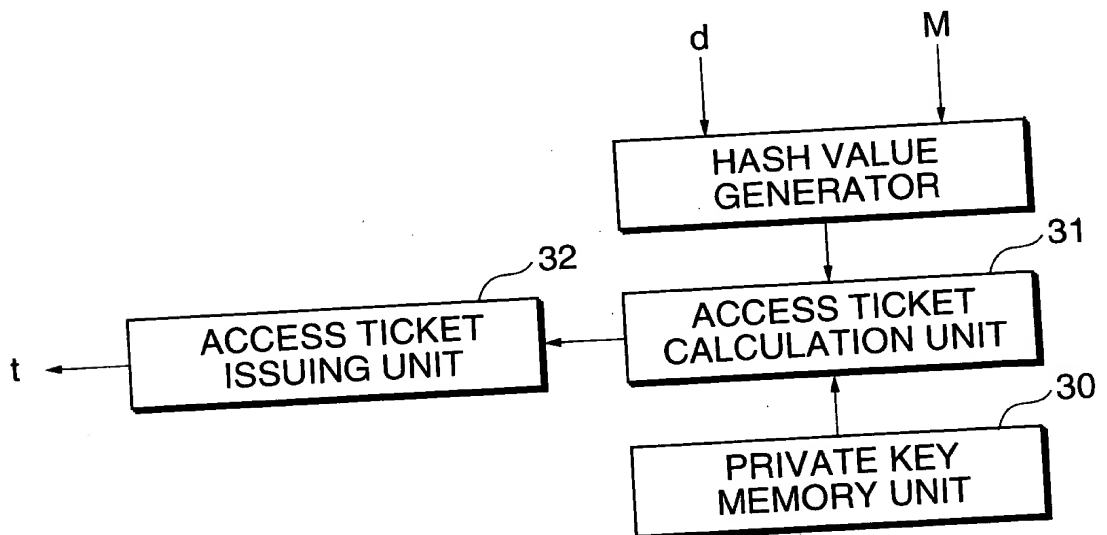 d
M
HASH VALUE
GENERATOR
31
ACCESS TICKET
CALCULATION UNIT
32
ACCESS TICKET
ISSUING UNIT
t
30
PRIVATE KEY
MEMORY UNIT